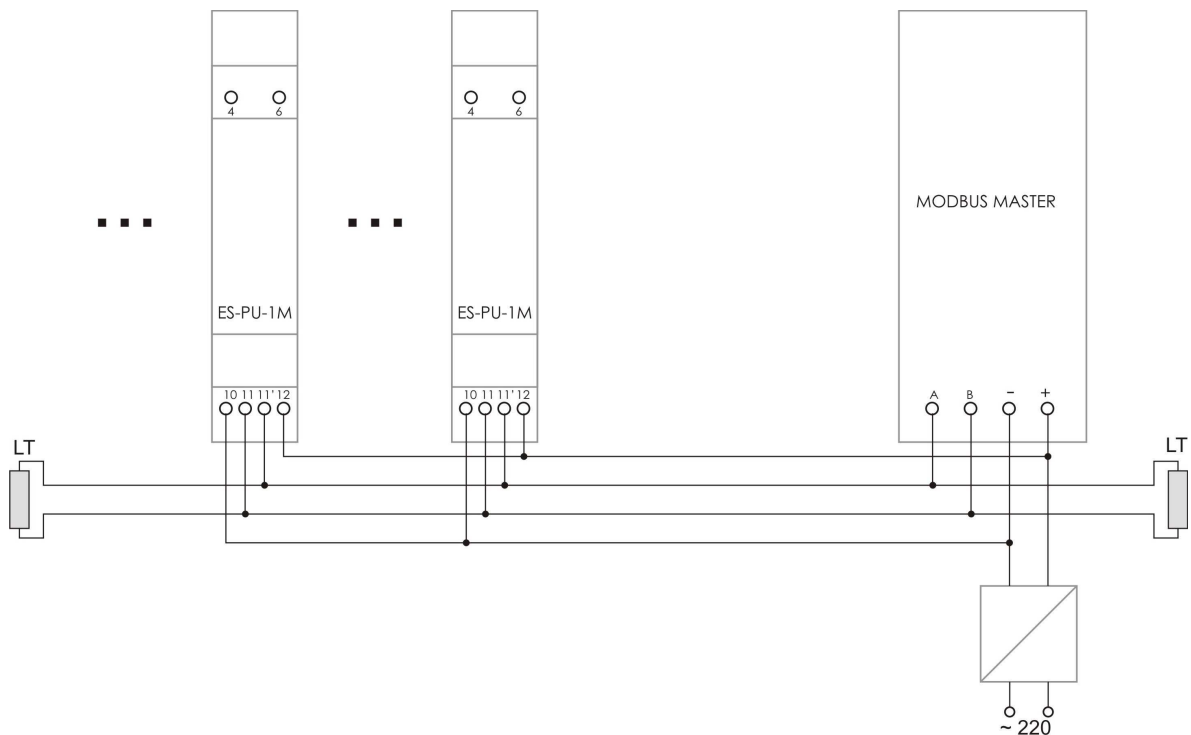 4 6
4 6
MODBUS MASTER
ES-PU-1M
ES-PU-1M
10 11 11' 12
10 11 11' 12
A B − +
LT
LT
~ 220